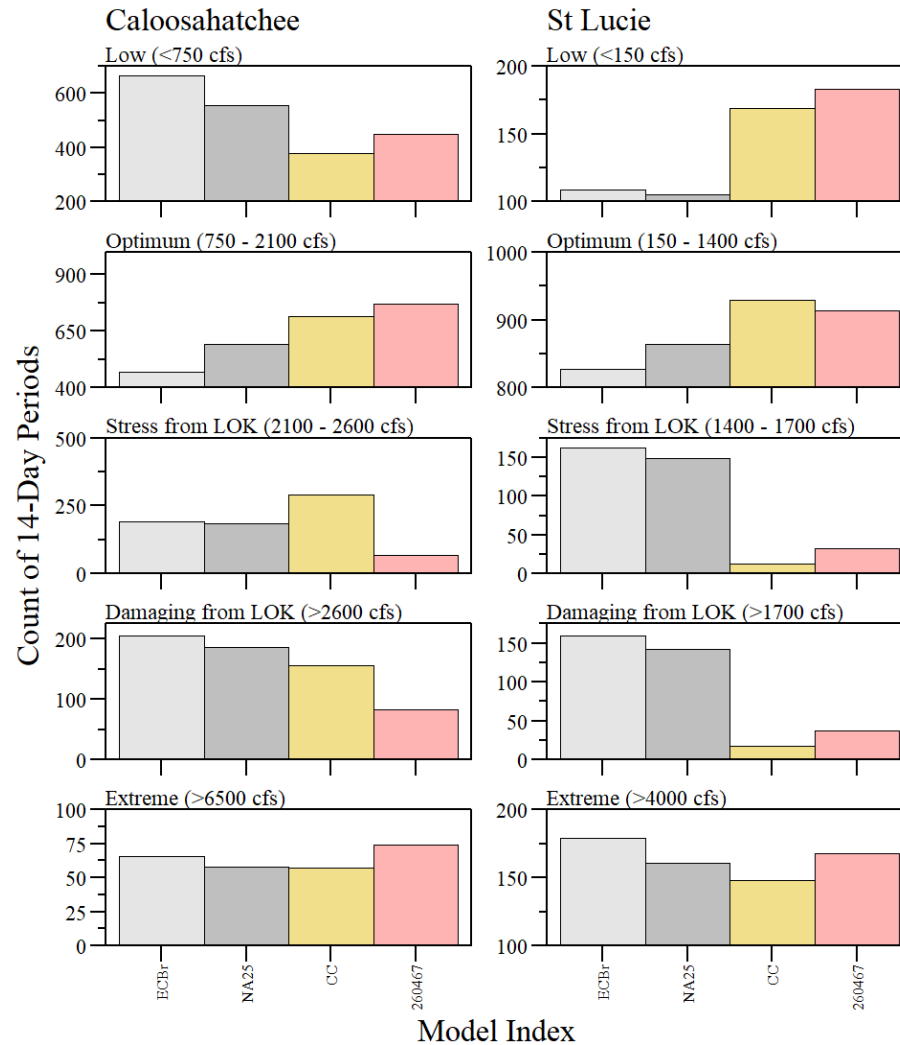 Caloosahatchee
St Lucie
Low (<750 cfs)
Low (<150 cfs)
600
400
200
200
150
100
Optimum (750 - 2100 cfs)
Optimum (150 - 1400 cfs)
900
650
400
1000
900
800
Stress from LOK (2100 - 2600 cfs)
Stress from LOK (1400 - 1700 cfs)
500
250
0
150
100
50
0
Damaging from LOK (>2600 cfs)
Damaging from LOK (>1700 cfs)
200
100
0
150
100
50
0
Extreme (>6500 cfs)
Extreme (>4000 cfs)
100
75
50
25
0
200
150
100
ECBr
NA25
CC
260467
ECBr
NA25
CC
260467
Count of 14-Day Periods
Model Index